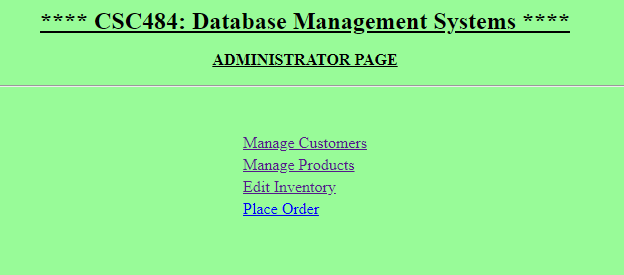 **** CSC484: Database Management Systems ****
ADMINISTRATOR PAGE
Manage Customers
Manage Products
Edit Inventory
Place Order